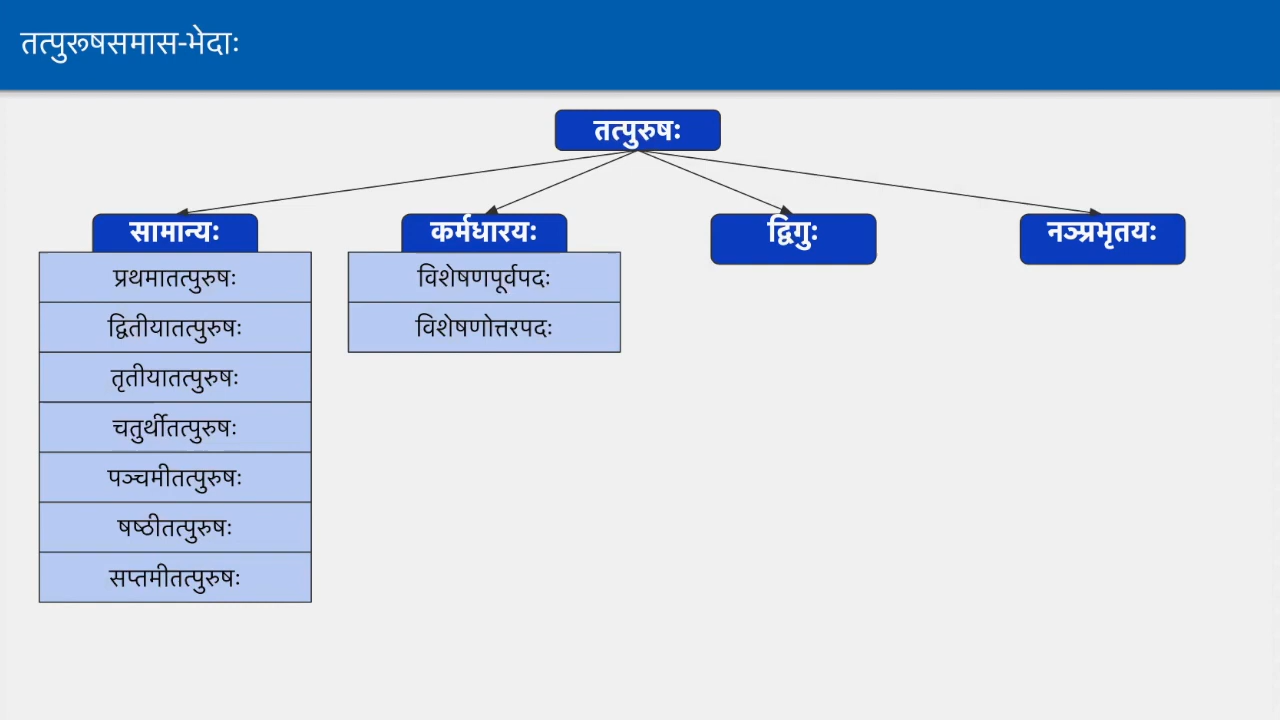 तत्पुरूषसमास-भेदाः
तत्पुरुषः
सामान्यः
कर्मधारयः
द्विगुः
नञ्प्रभृतयः
प्रथमातत्पुरुषः
विशेषणपूर्वपदः
द्वितीयातत्पुरुषः
विशेषणोत्तरपदः
तृतीयातत्पुरुषः
चतुर्थीतत्पुरुषः
पञ्चमीतत्पुरुषः
षष्ठीतत्पुरुषः
सप्तमीतत्पुरुषः